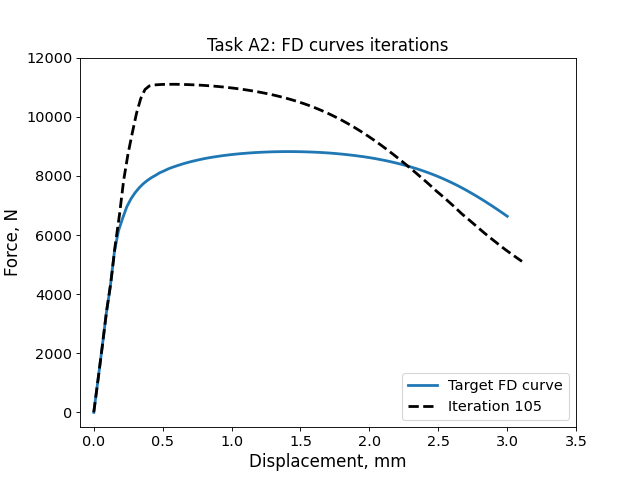 Task A2: FD curves iterations
12000
10000
8000
6000
4000
2000
0
Force, N
0.0 0.5 1.0 1.5 2.0 2.5 3.0 3.5
Displacement, mm
Target FD curve
Iteration 105